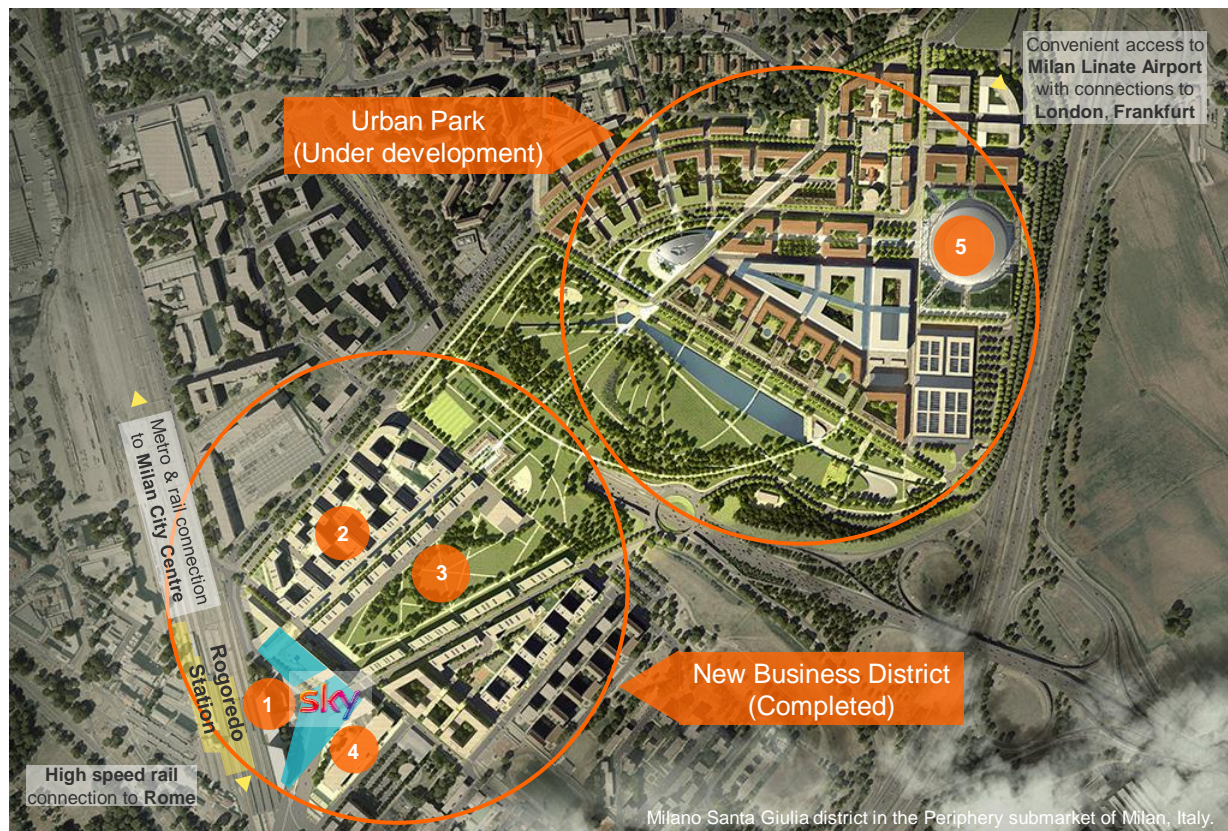 Convenient access to
Milan Linate Airport
with connections to
London, Frankfurt
Urban Park
(Under development)
5
Metro & rail connection
to Milan City Centre
2
3
Rogoredo
Station
1
sky
4
New Business District
(Completed)
High speed rail
connection to Rome
Milano Santa Giulia district in the Periphery submarket of Milan, Italy.